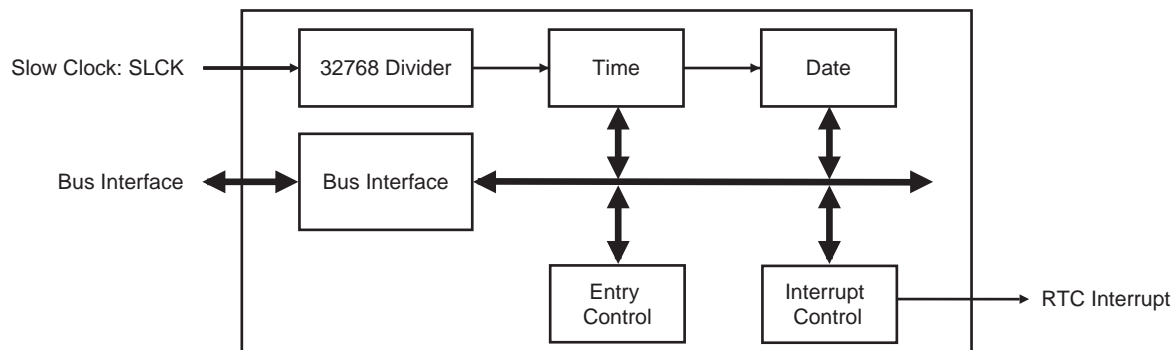 Slow Clock: SLCK
32768 Divider
Time
Date
Bus Interface
Bus Interface
Entry
Control
Interrupt
Control
RTC Interrupt